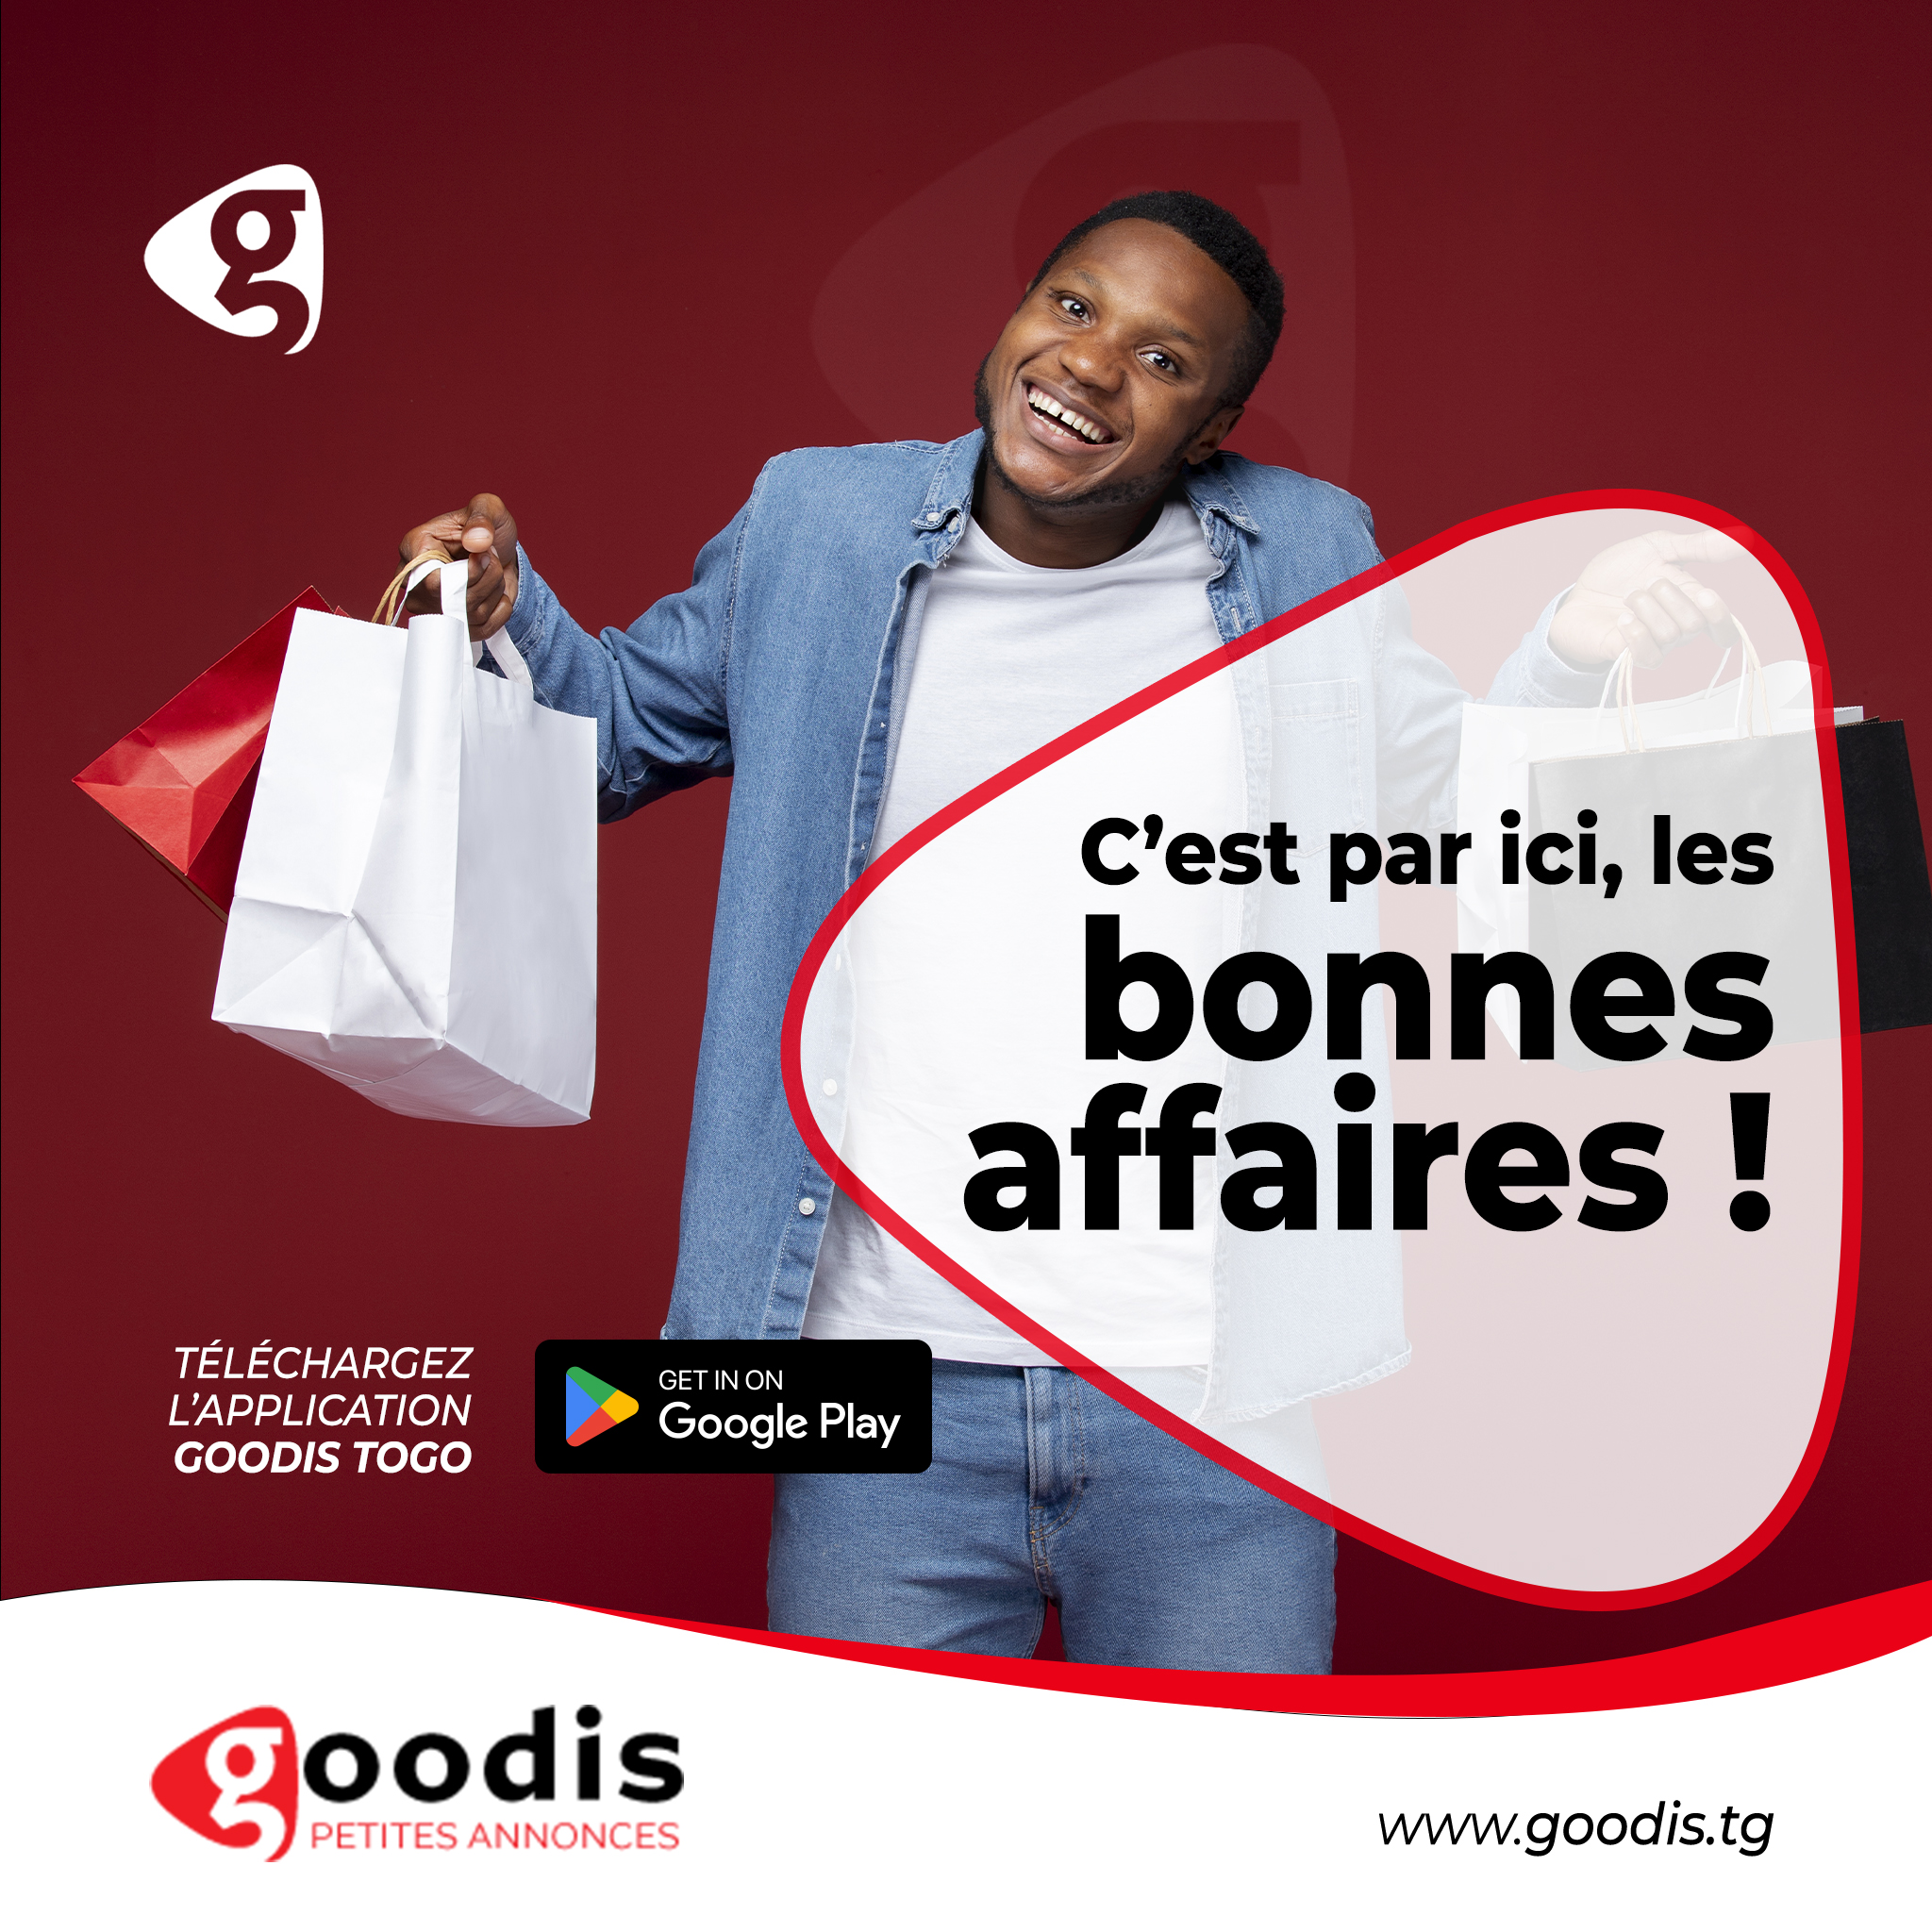 g
C’est par ici, les
bonnes
affaires !
TÉLÉCHARGEZ
L’APPLICATION
GOODIS TOGO
GET IN ON
Google Play
goodis
PETITES ANNONCES
www.goodis.tg